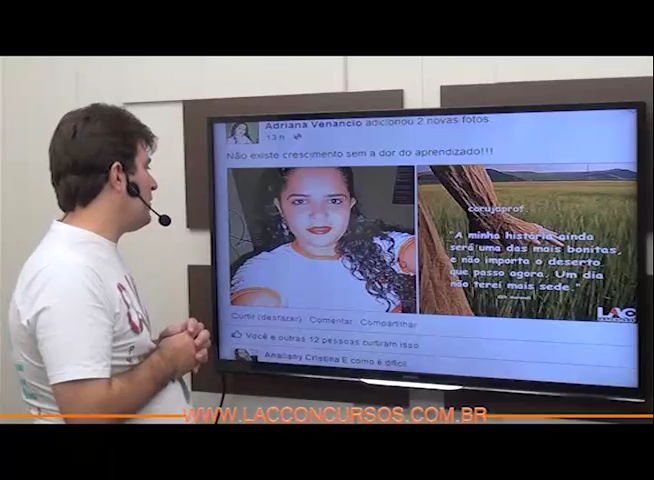 Adriana Venancio adicionou 2 novas fotos
13 h
Não existe crescimento sem a dor do aprendizado!!!
corujaprof.
"A minha história ainda
será uma das mais bonitas,
e não importa o deserto
que passo agora. Um dia
não terei mais sede."
Curtir (desfazer) · Comentar · Compartilhar
Você e outras 12 pessoas curtiram isso
Cristina E como é difícil
LAC
WWW.LACCONCURSOS.COM.BR